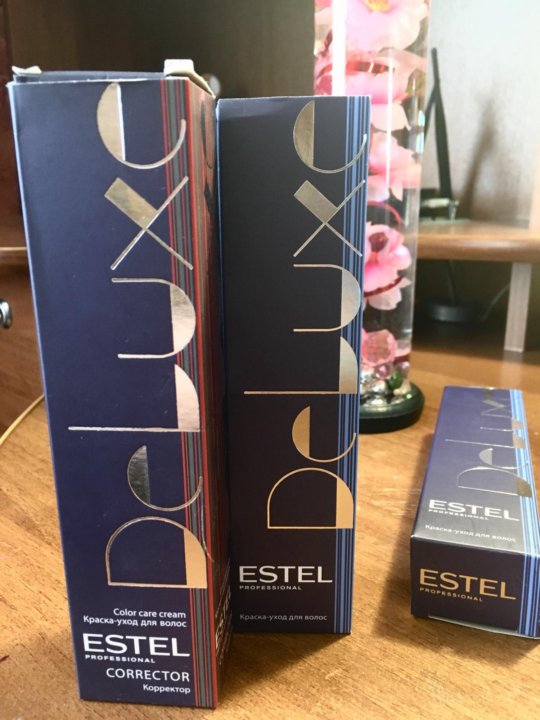 DeLuxe
Color care cream
Краска-уход для волос
ESTEL
PROFESSIONAL
CORRECTOR
Корректор
DeLuxe
ESTEL
PROFESSIONAL
Краска-уход для волос
DeLuxe
ESTEL
PROFESSIONAL
Краска-уход для волос
ESTEL
PROFESSIONAL